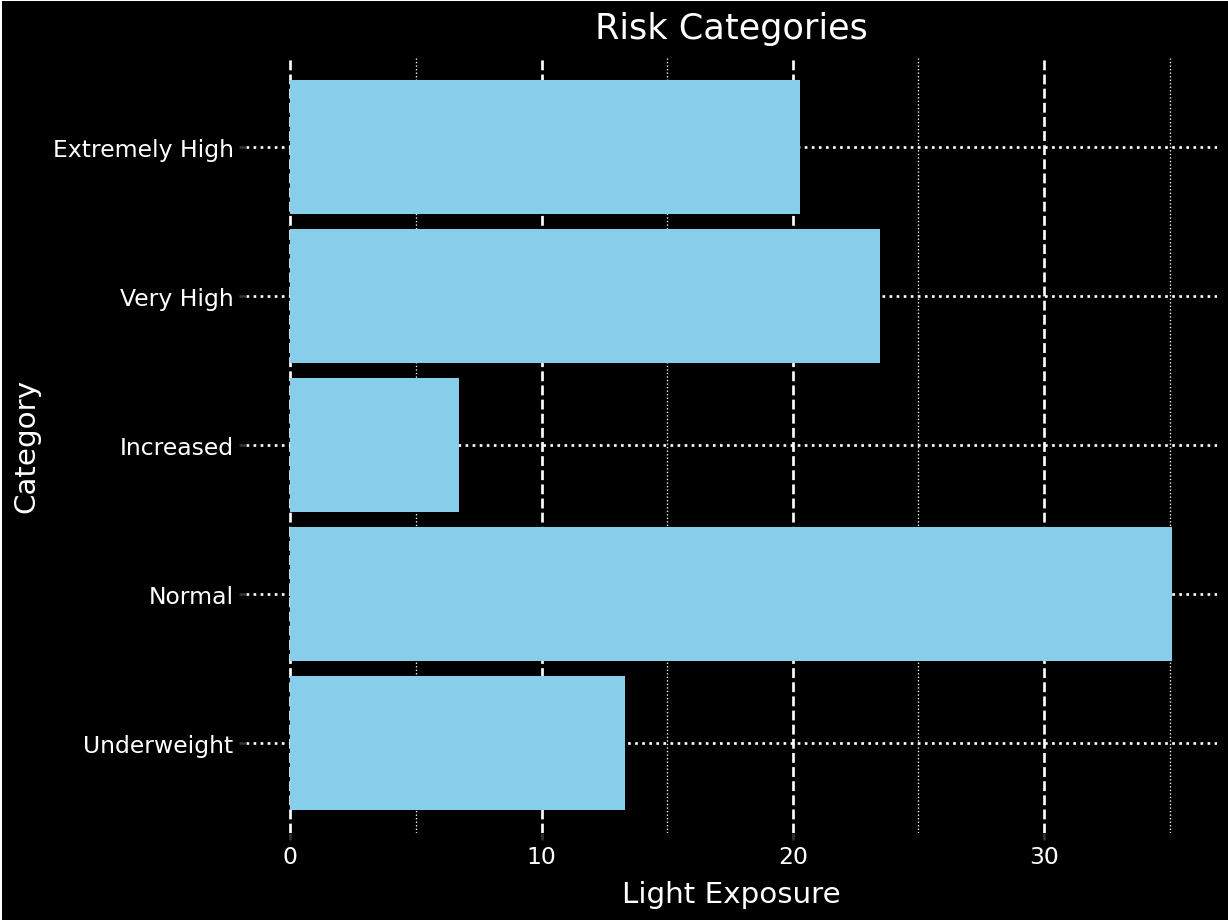 Risk Categories
Extremely High
Very High
Increased
Normal
Underweight
Category
0 10 20 30
Light Exposure